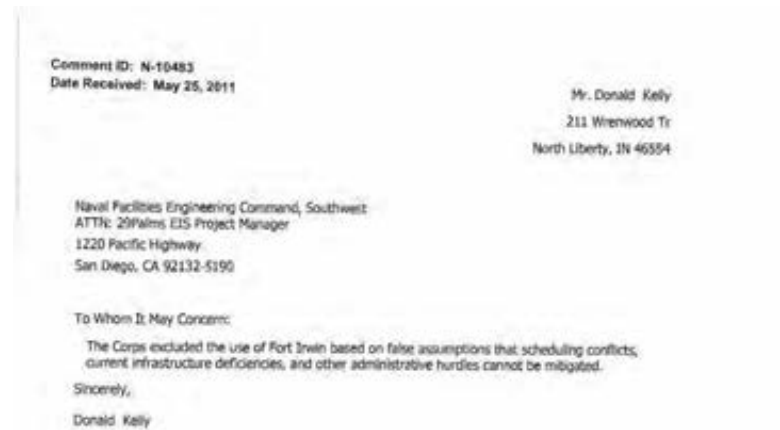 Comment ID: N-10483
Date Received: May 25, 2011
Mr. Donald Kelly
211 Wrenwood Tr
North Liberty, IN 46554
Naval Facilities Engineering Command, Southwest
ATTN: 29Palms EIS Project Manager
1220 Pacific Highway
San Diego, CA 92132-5190
To Whom It May Concern:
The Corps excluded the use of Fort Irwin based on false assumptions that scheduling conflicts,
current infrastructure deficiencies, and other administrative hurdles cannot be mitigated.
Sincerely,
Donald Kelly